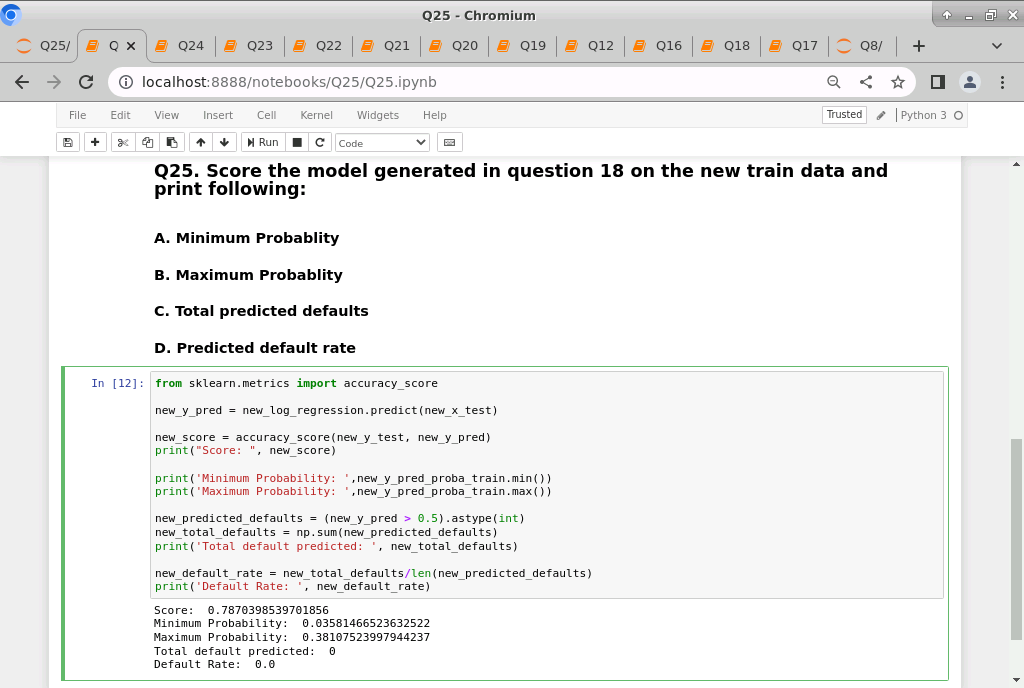 Q25 - Chromium
Q25/ Q Q24 Q23 Q22 Q21 Q20 Q19 Q12 Q16 Q18 Q17 Q8/
localhost:8888/notebooks/Q25/Q25.ipynb
File Edit View Insert Cell Kernel Widgets Help Trusted Python 3
Run Code
Q25. Score the model generated in question 18 on the new train data and
print following:
A. Minimum Probablity
B. Maximum Probablity
C. Total predicted defaults
D. Predicted default rate
In [12]: from sklearn.metrics import accuracy_score
new_y_pred = new_log_regression.predict(new_x_test)
new_score = accuracy_score(new_y_test, new_y_pred)
print("Score: ", new_score)
print('Minimum Probability: ',new_y_pred_proba_train.min())
print('Maximum Probability: ',new_y_pred_proba_train.max())
new_predicted_defaults = (new_y_pred > 0.5).astype(int)
new_total_defaults = np.sum(new_predicted_defaults)
print('Total default predicted: ', new_total_defaults)
new_default_rate = new_total_defaults/len(new_predicted_defaults)
print('Default Rate: ', new_default_rate)
Score:  0.7870398539701856
Minimum Probability:  0.03581466523632522
Maximum Probability:  0.38107523997944237
Total default predicted:  0
Default Rate:  0.0